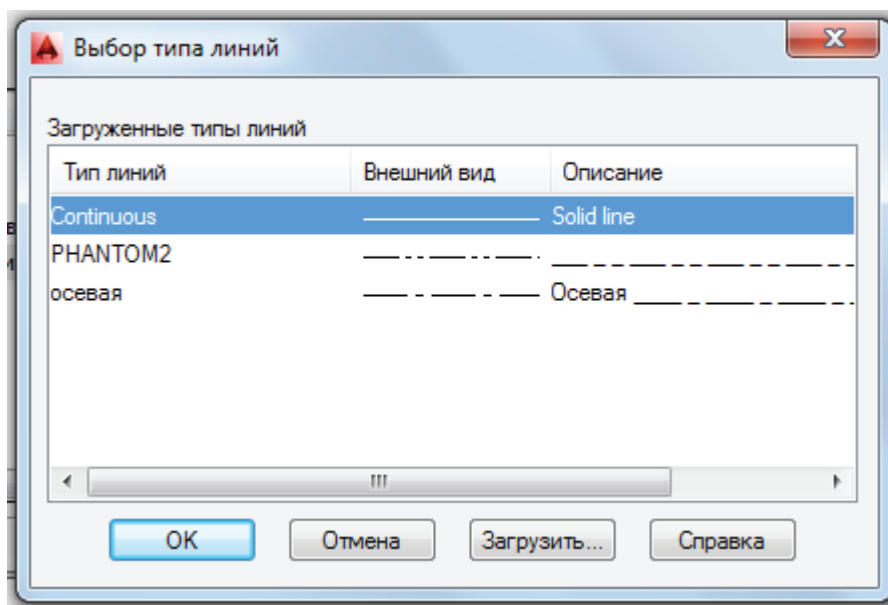 Выбор типа линий
Загруженные типы линий
Тип линий Внешний вид Описание
Continuous Solid line
PHANTOM2
осевая Осевая
OK Отмена Загрузить... Справка